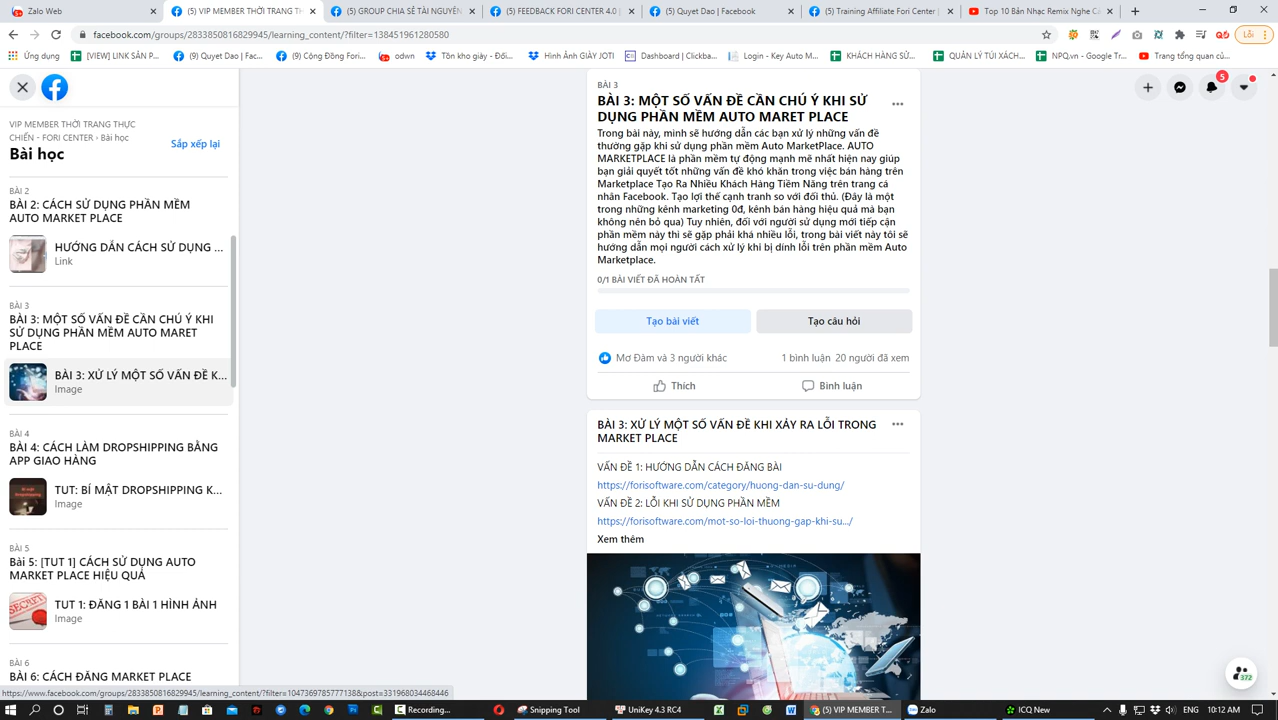 Zalo Web
(5) VIP MEMBER THỜI TRANG TH
(5) GROUP CHIA SẺ TÀI NGUYÊN
(5) FEEDBACK FORI CENTER 4.0 |
(5) Quyet Dao | Facebook
(5) Training Affiliate Fori Center |
Top 10 Bản Nhạc Remix Nghe Cả
facebook.com/groups/2833850816829945/learning_content/?filter=138451961280580
Lỗi
Ứng dụng
[VIEW] LINK SẢN P...
(9) Quyet Dao | Fac...
(9) Cộng Đồng Fori...
odwn
Tồn kho giày - Đối...
Hình Ảnh GIÀY JOTI
Dashboard | Clickba...
Login - Key Auto M...
KHÁCH HÀNG SỬ...
QUẢN LÝ TÚI XÁCH...
NPQ.vn - Google Tr...
Trang tổng quan củ...
VIP MEMBER THỜI TRANG THỰC
CHIẾN - FORI CENTER › Bài học
Bài học
Sắp xếp lại
BÀI 2
BÀI 2: CÁCH SỬ DỤNG PHẦN MỀM
AUTO MARKET PLACE
HƯỚNG DẪN CÁCH SỬ DỤNG ...
Link
BÀI 3
BÀI 3: MỘT SỐ VẤN ĐỀ CẦN CHÚ Ý KHI
SỬ DỤNG PHẦN MỀM AUTO MARET
PLACE
BÀI 3: XỬ LÝ MỘT SỐ VẤN ĐỀ K...
Image
BÀI 4
BÀI 4: CÁCH LÀM DROPSHIPPING BẰNG
APP GIAO HÀNG
TUT: BÍ MẬT DROPSHIPPING K...
Image
BÀI 5
Bài 5: [TUT 1] CÁCH SỬ DỤNG AUTO
MARKET PLACE HIỆU QUẢ
TUT 1: ĐĂNG 1 BÀI 1 HÌNH ẢNH
Image
BÀI 6
BÀI 6: CÁCH ĐĂNG MARKET PLACE
BÀI 3
BÀI 3: MỘT SỐ VẤN ĐỀ CẦN CHÚ Ý KHI SỬ
DỤNG PHẦN MỀM AUTO MARET PLACE
Trong bài này, mình sẽ hướng dẫn các bạn xử lý những vấn đề
thường gặp khi sử dụng phần mềm Auto MarketPlace. AUTO
MARKETPLACE là phần mềm tự động mạnh mẽ nhất hiện nay giúp
bạn giải quyết tốt những vấn đề khó khăn trong việc bán hàng trên
Marketplace Tạo Ra Nhiều Khách Hàng Tiềm Năng trên trang cá
nhân Facebook. Tạo lợi thế cạnh tranh so với đối thủ. (Đây là một
trong những kênh marketing 0đ, kênh bán hàng hiệu quả mà bạn
không nên bỏ qua) Tuy nhiên, đối với người sử dụng mới tiếp cận
phần mềm này thì sẽ gặp phải khá nhiều lỗi, trong bài viết này tôi sẽ
hướng dẫn mọi người cách xử lý khi bị dính lỗi trên phần mềm Auto
Marketplace.
0/1 BÀI VIẾT ĐÃ HOÀN TẤT
Tạo bài viết
Tạo câu hỏi
Mơ Đàm và 3 người khác
1 bình luận 20 người đã xem
Thích
Bình luận
BÀI 3: XỬ LÝ MỘT SỐ VẤN ĐỀ KHI XẢY RA LỖI TRONG
MARKET PLACE
VẤN ĐỀ 1: HƯỚNG DẪN CÁCH ĐĂNG BÀI
https://forisoftware.com/category/huong-dan-su-dung/
VẤN ĐỀ 2: LỖI KHI SỬ DỤNG PHẦN MỀM
https://forisoftware.com/mot-so-loi-thuong-gap-khi-su.../
Xem thêm
5
372
https://www.facebook.com/groups/2833850816829945/learning_content/?filter=1047369785777138&post=331968034468446
Recording...
Snipping Tool
UniKey 4.3 RC4
(5) VIP MEMBER T...
Zalo
ICQ New
ENG
10:12 AM